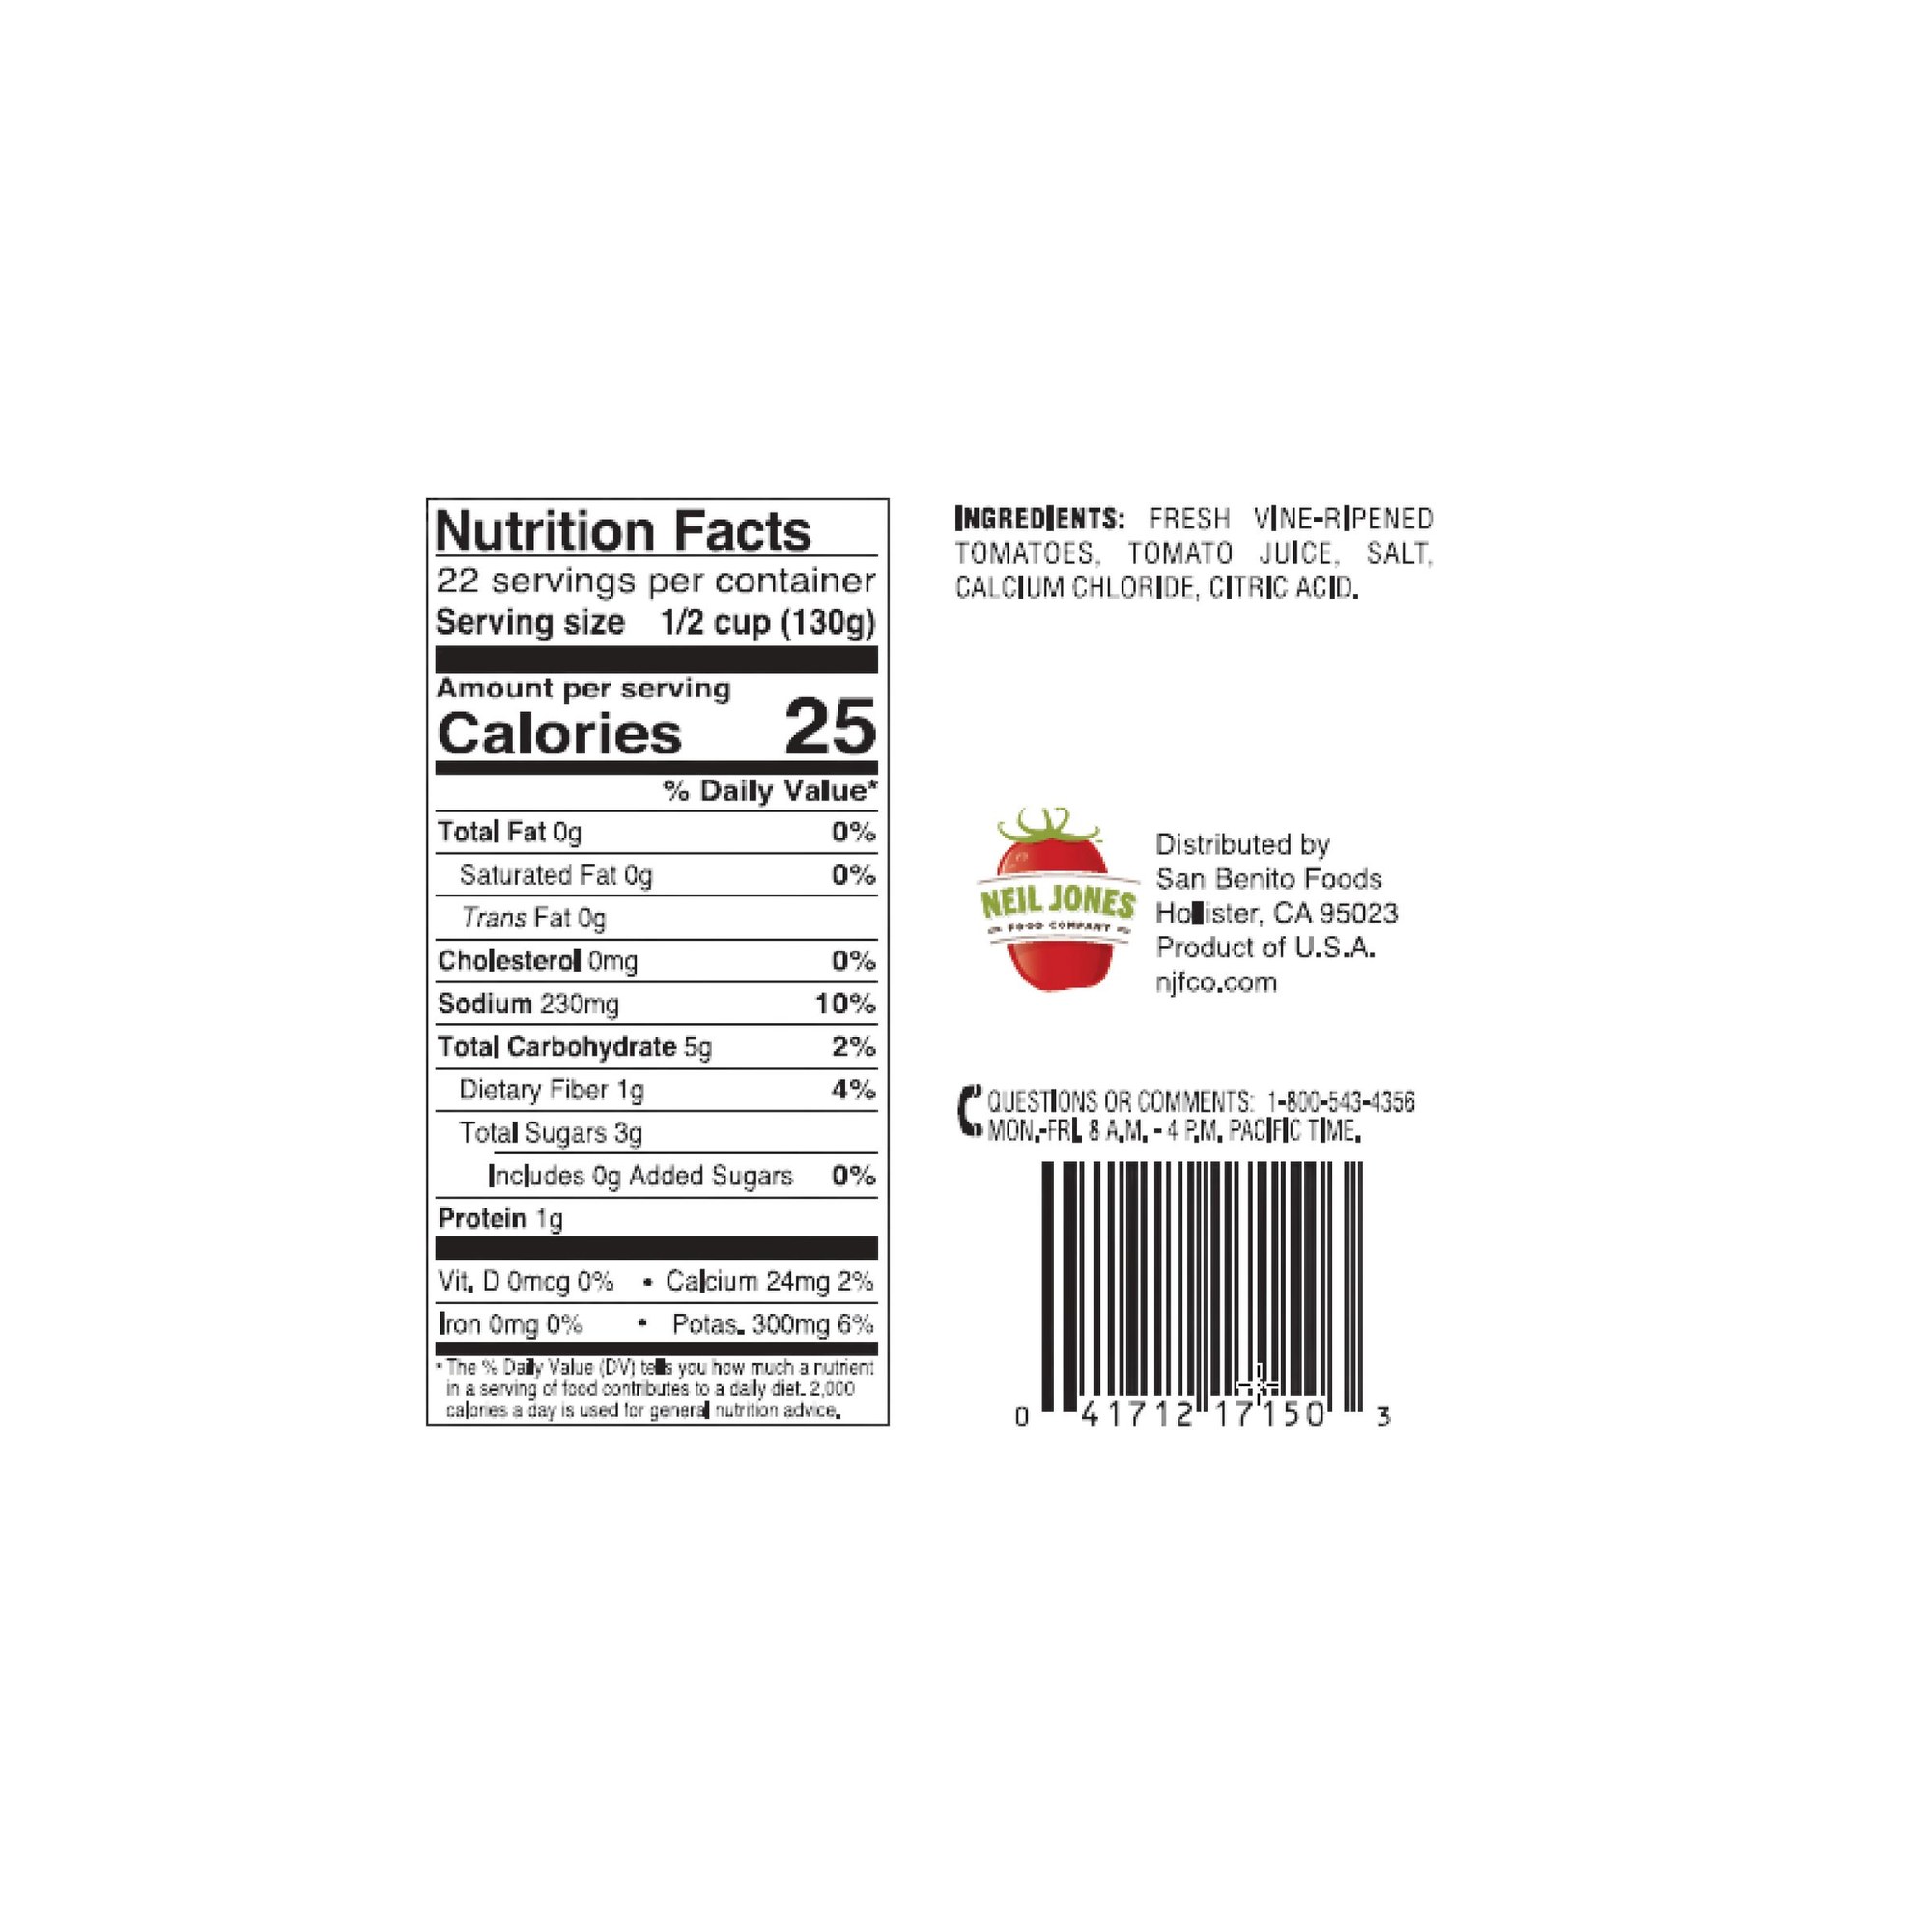 Nutrition Facts
22 servings per container
Serving size 1/2 cup (130g)
Amount per serving
Calories 25
% Daily Value*
Total Fat 0g 0%
Saturated Fat 0g 0%
Trans Fat 0g
Cholesterol 0mg 0%
Sodium 230mg 10%
Total Carbohydrate 5g 2%
Dietary Fiber 1g 4%
Total Sugars 3g
Includes 0g Added Sugars 0%
Protein 1g
Vit. D 0mcg 0% • Calcium 24mg 2%
Iron 0mg 0% • Potas. 300mg 6%
* The % Daily Value (DV) tells you how much a nutrient
in a serving of food contributes to a daily diet. 2,000
calories a day is used for general nutrition advice.
INGREDIENTS: FRESH VINE-RIPENED
TOMATOES, TOMATO JUICE, SALT,
CALCIUM CHLORIDE, CITRIC ACID.
NEIL JONES
FOOD COMPANY
Distributed by
San Benito Foods
Hollister, CA 95023
Product of U.S.A.
njfco.com
QUESTIONS OR COMMENTS: 1-800-543-4356
MON.-FRI. 8 A.M. - 4 P.M. PACIFIC TIME.
0 41712 17150 3